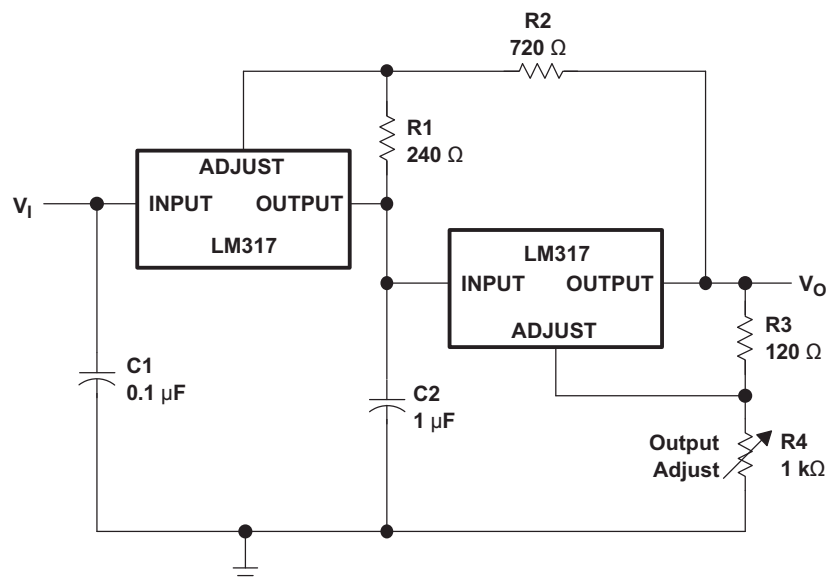 R2
720 Ω
R1
240 Ω
ADJUST
INPUT OUTPUT
LM317
VI
LM317
INPUT OUTPUT
ADJUST
VO
R3
120 Ω
C1
0.1 µF
C2
1 µF
Output
Adjust
R4
1 kΩ